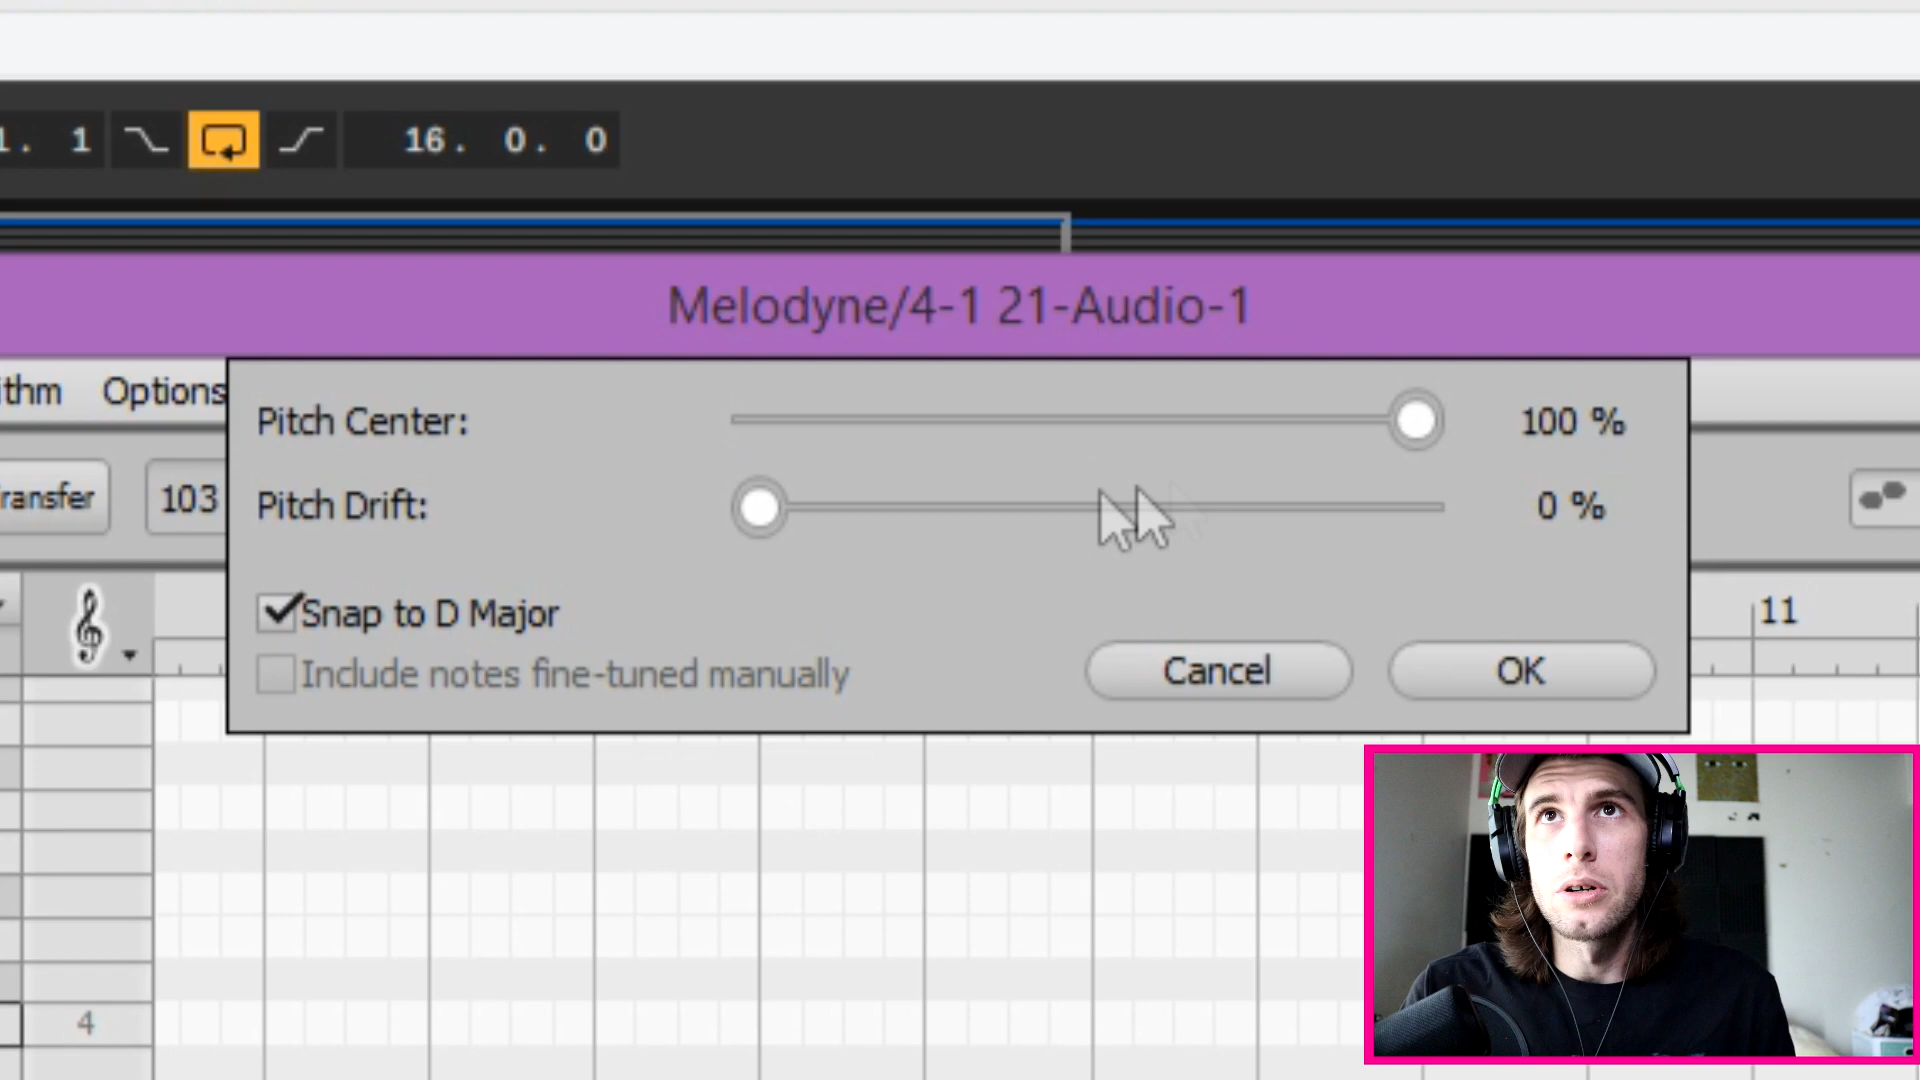 1. 1
16. 0. 0
Melodyne/4-1 21-Audio-1
ithm Options
Pitch Center: 100 %
ransfer 103 Pitch Drift: 0 %
Snap to D Major
11
Include notes fine-tuned manually Cancel OK
4